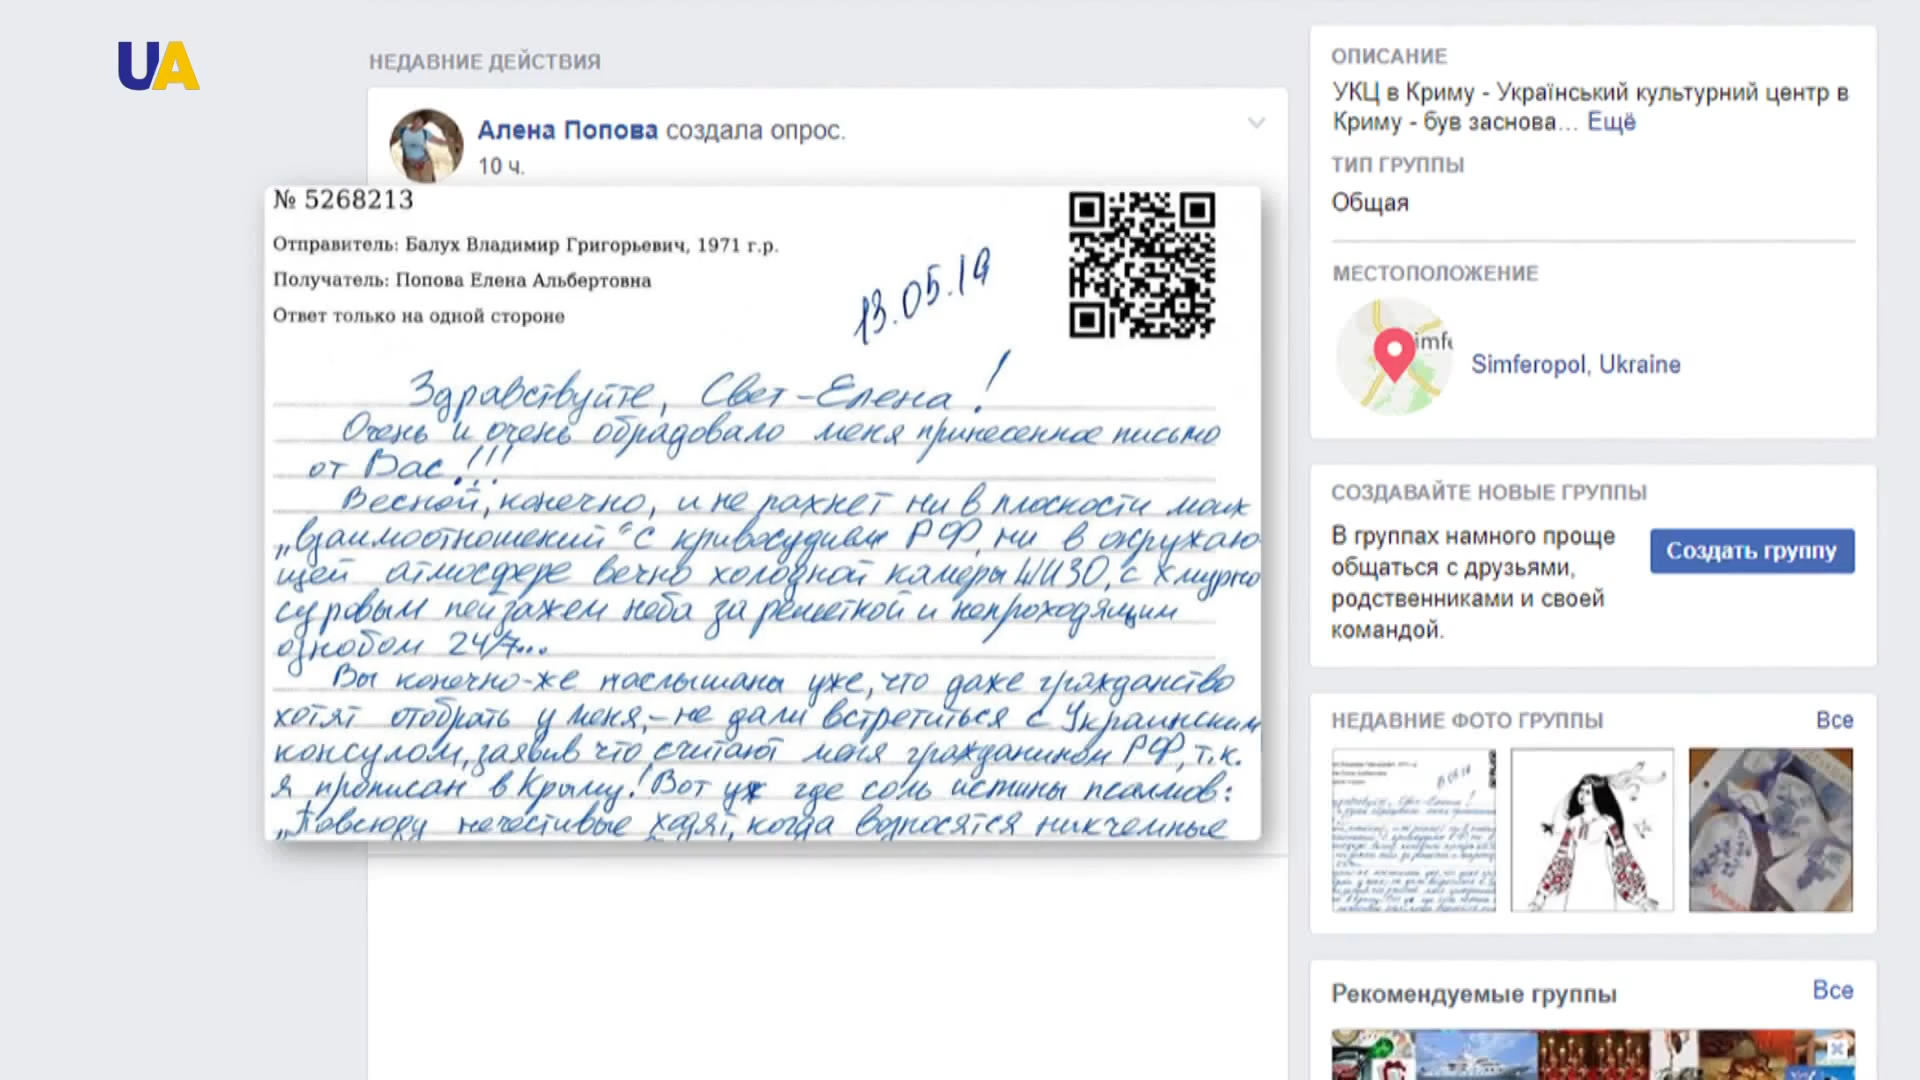 UA
НЕДАВНИЕ ДЕЙСТВИЯ
Алена Попова создала опрос.
10 ч.
№ 5268213
Отправитель: Балух Владимир Григорьевич, 1971 г.р.
Получатель: Попова Елена Альбертовна
Ответ только на одной стороне
13.05.19
Здравствуйте, Свет-Елена!
Очень и очень обрадовало меня принесенное письмо
от Вас!!!
Весной, конечно, и не пахнет ни в плоскости моих
„взаимоотношений“ с кривосудием РФ, ни в окружаю-
щей атмосфере вечно холодной камеры ШИЗО, с хмурно
суровым пейзажем неба за решеткой и непроходящим
ознобом 24/7...
Вы конечно-же наслышаны уже, что даже гражданство
хотят отобрать у меня, - не дали встретиться с Украинским
консулом, заявив что считают меня гражданином РФ, т.к.
я прописан в Крыму! Вот уж где соль истины псалмов:
„Повсюду нечестивые ходят, когда возносятся никчемные
ОПИСАНИЕ
УКЦ в Криму - Український культурний центр в
Криму - був заснова... Ещё
ТИП ГРУППЫ
Общая
МЕСТОПОЛОЖЕНИЕ
Simferopol, Ukraine
СОЗДАВАЙТЕ НОВЫЕ ГРУППЫ
В группах намного проще
общаться с друзьями,
родственниками и своей
командой.
Создать группу
НЕДАВНИЕ ФОТО ГРУППЫ Все
Рекомендуемые группы Все